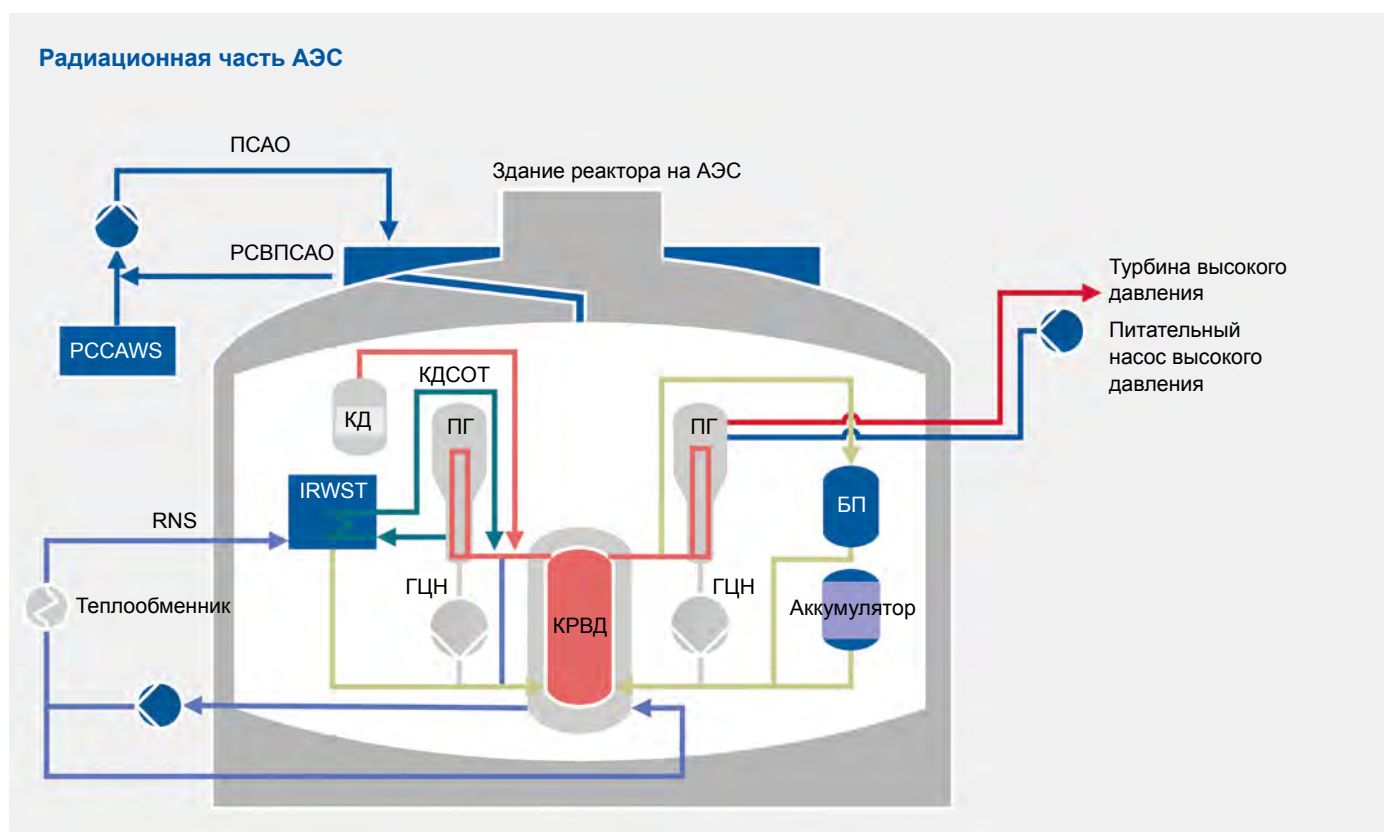 Радиационная часть АЭС
ПСАО
Здание реактора на АЭС
РСВПСАО
Турбина высокого
давления
PCCAWS
Питательный
насос высокого
давления
КДСОТ
КД
ПГ
ПГ
IRWST
БП
RNS
ГЦН
ГЦН
Теплообменник
Аккумулятор
КРВД